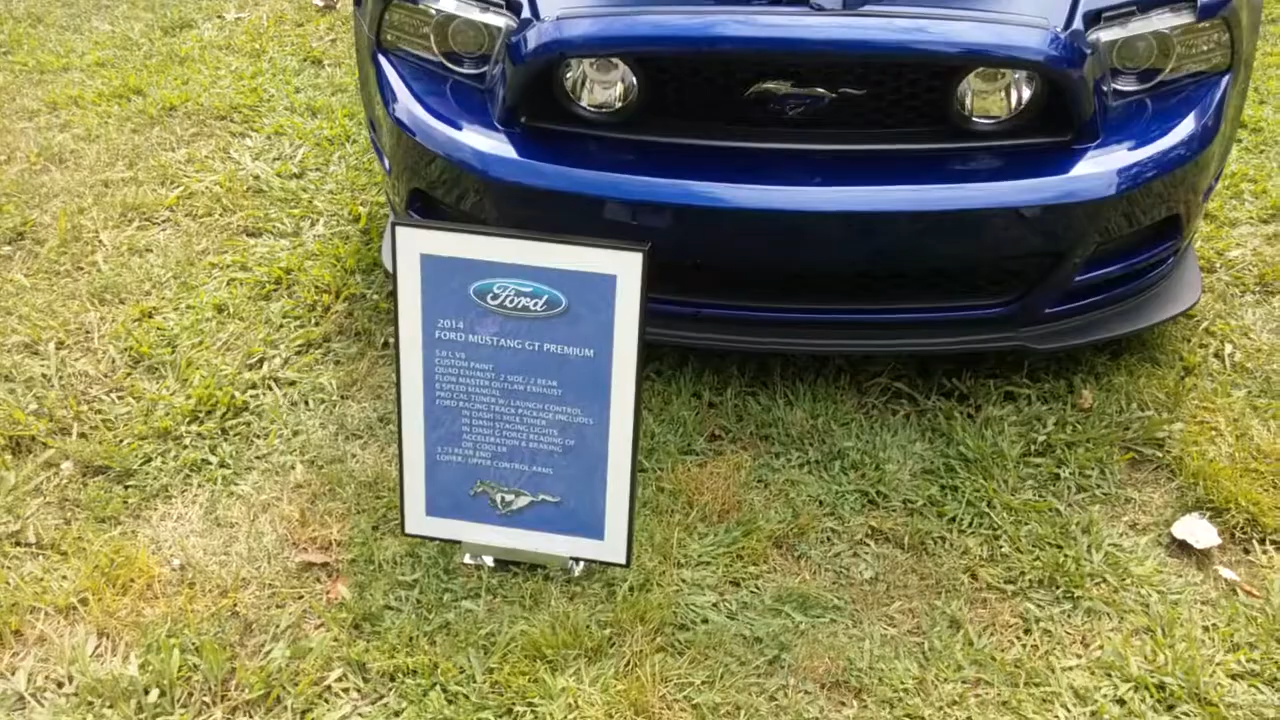 Ford
2014
FORD MUSTANG GT PREMIUM
5.0 L V8
CUSTOM PAINT
QUAD EXHAUST 2 SIDE/ 2 REAR
FLOW MASTER OUTLAW EXHAUST
6 SPEED MANUAL
PRO CAL TUNER W/ LAUNCH CONTROL
FORD RACING TRACK PACKAGE INCLUDES
IN DASH MILE TIMER
IN DASH STAGING LIGHTS
IN DASH G FORCE READING OF
ACCELERATION & BRAKING
OIL COOLER
3.73 REAR END
LOWER/ UPPER CONTROL ARMS